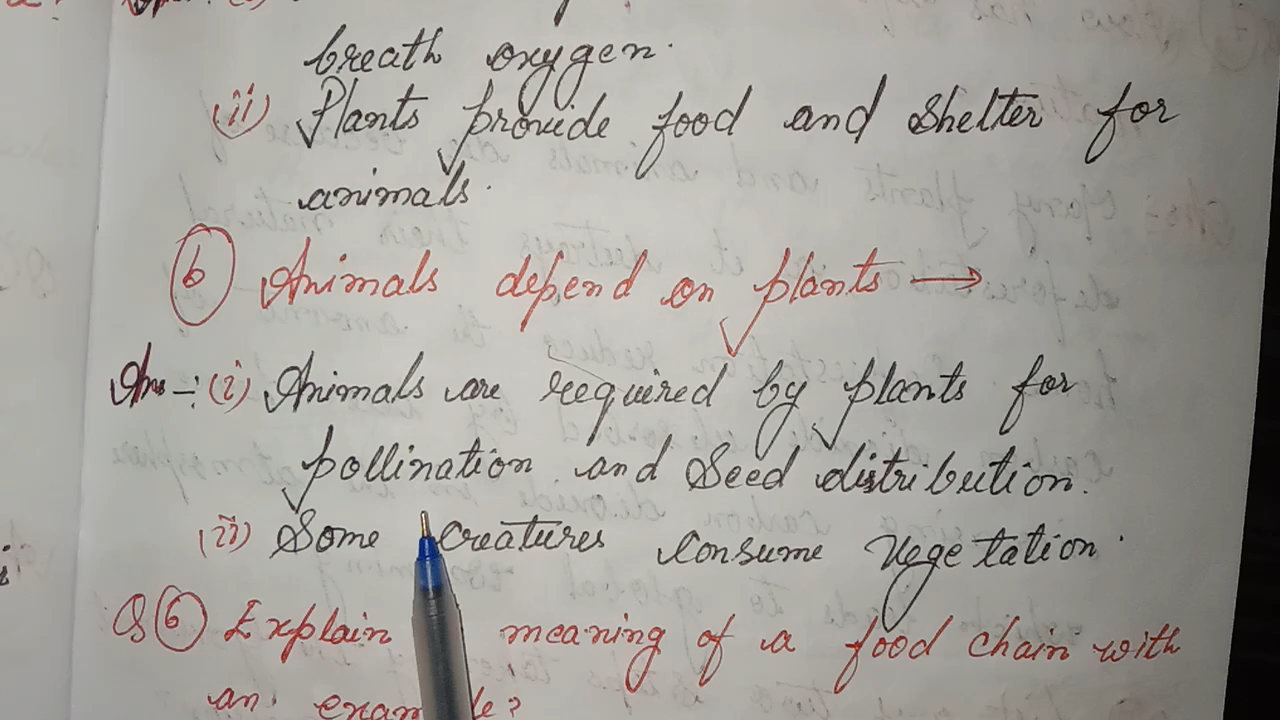 breath oxygen.
(ii) Plants provide food and Shelter for
animals.
(b) Animals depend on plants →
Ans -: (i) Animals are required by plants for
pollination and Seed distribution.
(ii) Some creatures consume vegetation.
Q (6) Explain meaning of a food chain with
an